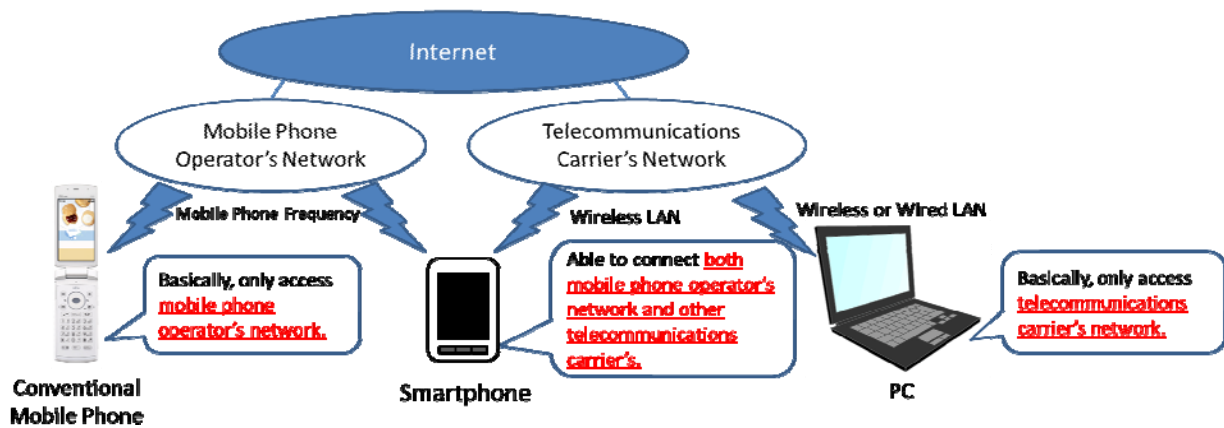 Internet
Mobile Phone
Operator's Network
Telecommunications
Carrier's Network
Mobile Phone Frequency
Wireless LAN
Wireless or Wired LAN
Basically, only access
mobile phone
operator's network.
Able to connect both
mobile phone operator's
network and other
telecommunications
carrier's.
Basically, only access
telecommunications
carrier's network.
Conventional
Mobile Phone
Smartphone
PC